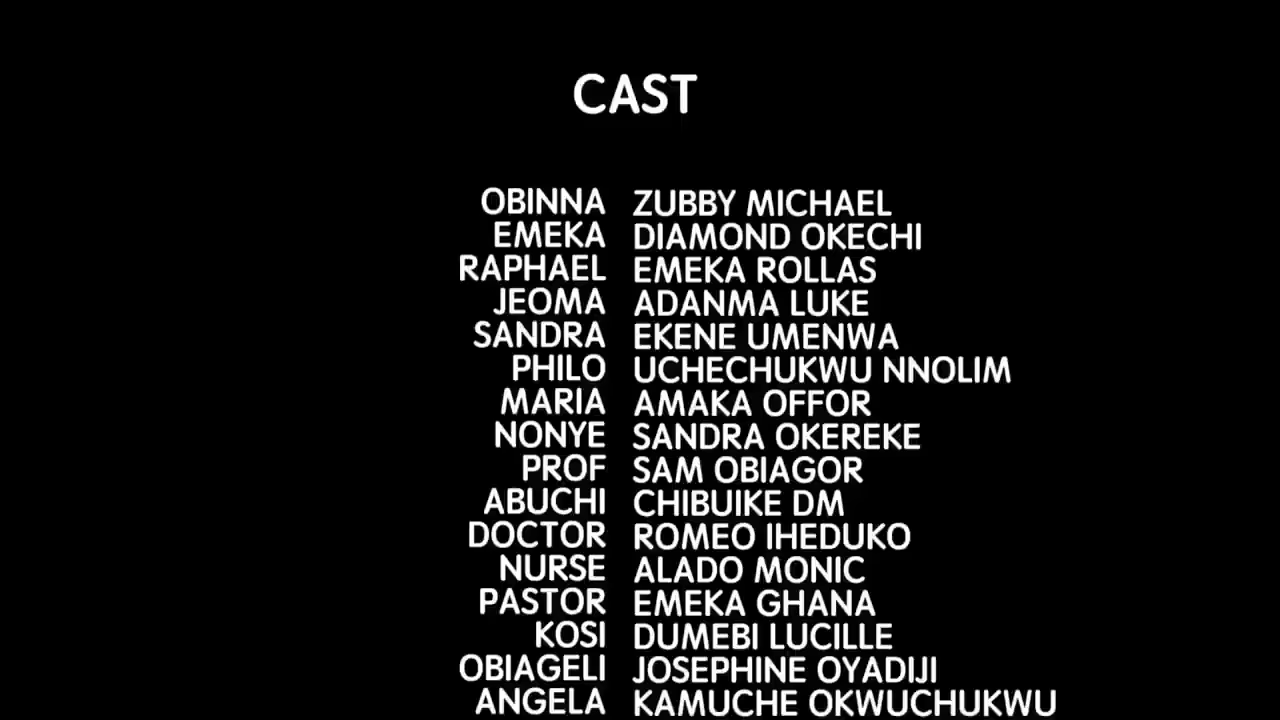 CAST
OBINNA ZUBBY MICHAEL
EMEKA DIAMOND OKECHI
RAPHAEL EMEKA ROLLAS
JEOMA ADANMA LUKE
SANDRA EKENE UMENWA
PHILO UCHECHUKWU NNOLIM
MARIA AMAKA OFFOR
NONYE SANDRA OKEREKE
PROF SAM OBIAGOR
ABUCHI CHIBUIKE DM
DOCTOR ROMEO IHEDUKO
NURSE ALADO MONIC
PASTOR EMEKA GHANA
KOSI DUMEBI LUCILLE
OBIAGELI JOSEPHINE OYADIJI
ANGELA KAMUCHE OKWUCHUKWU